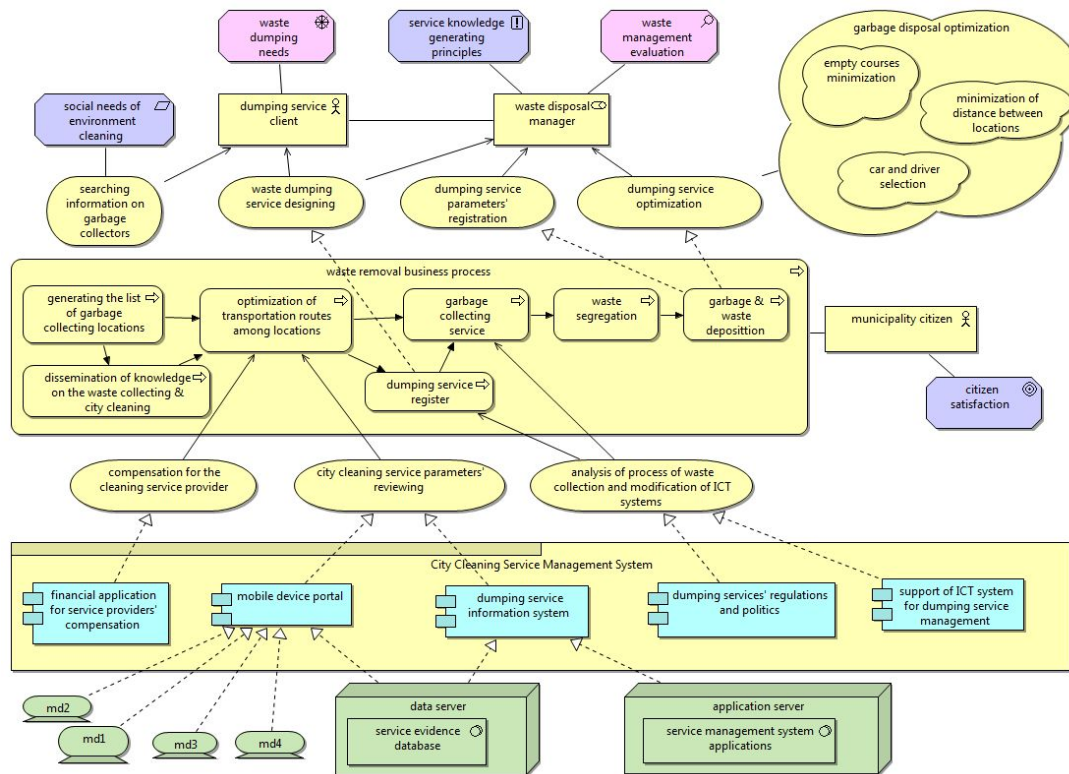 waste
dumping
needs
service knowledge
generating
principles
waste
management
evaluation
garbage disposal optimization
empty courses
minimization
minimization of
distance between
locations
car and driver
selection
social needs of
environment
cleaning
dumping service
client
waste disposal
manager
searching
information on
garbage
collectors
waste dumping
service designing
dumping service
parameters'
registration
dumping service
optimization
waste removal business process
generating the list
of garbage
collecting locations
optimization of
transportation routes
among locations
garbage
collecting
service
waste
segregation
garbage &
waste
deposittion
dissemination of knowledge
on the waste collecting &
city cleaning
dumping service
register
municipality citizen
citizen
satisfaction
compensation for the
cleaning service provider
city cleaning service parameters'
reviewing
analysis of process of waste
collection and modification of ICT
systems
City Cleaning Service Management System
financial application
for service providers'
compensation
mobile device portal
dumping service
information system
dumping services' regulations
and politics
support of ICT system
for dumping service
management
md2
md1
md3
md4
data server
service evidence
database
application server
service management system
applications